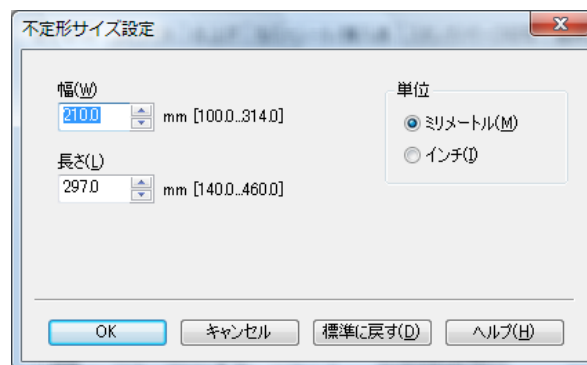 不定形サイズ設定
幅(W)
210.0 mm [100.0...314.0]
長さ(L)
297.0 mm [140.0...460.0]
単位
ミリメートル(M)
インチ(I)
OK キャンセル 標準に戻す(D) ヘルプ(H)